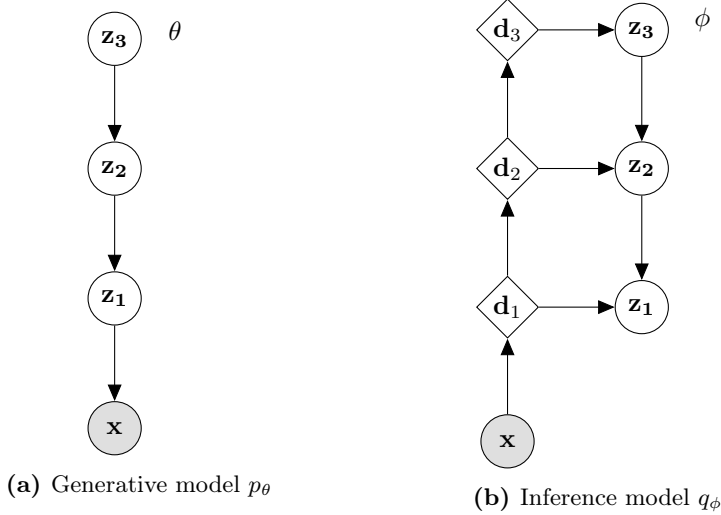 z₃ θ
z₂
z₁
x
(a) Generative model pθ
d₃ z₃ ϕ
d₂ z₂
d₁ z₁
x
(b) Inference model qϕ